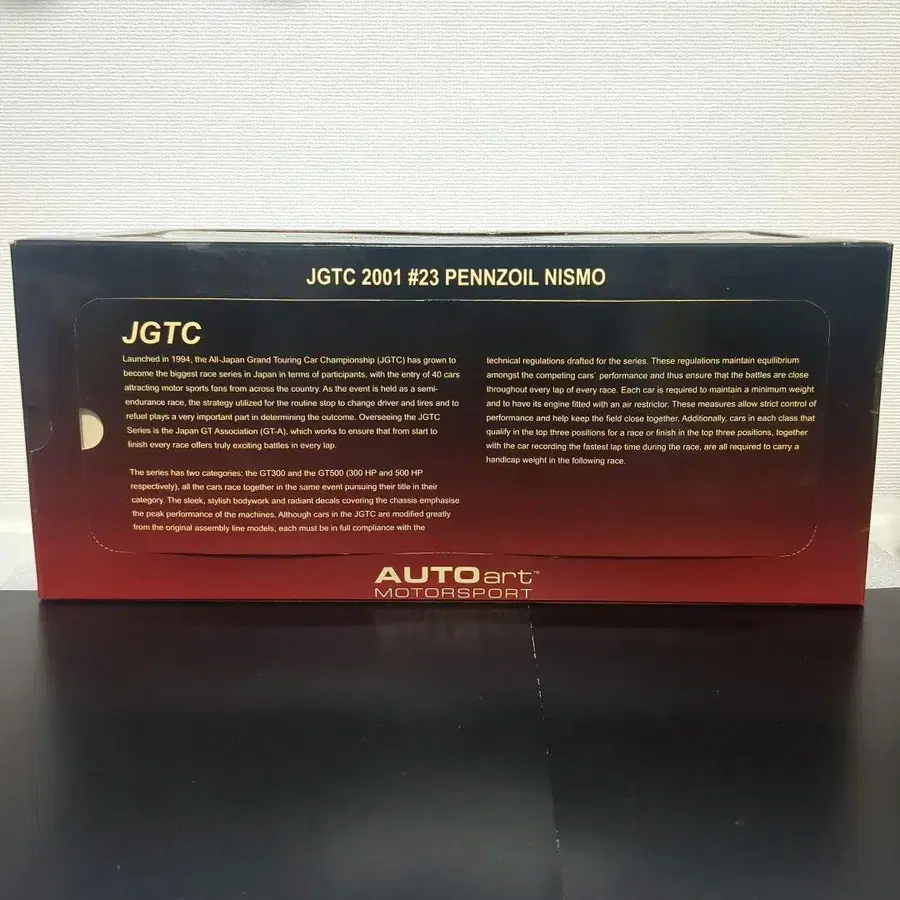 JGTC 2001 #23 PENNZOIL NISMO
JGTC
Launched in 1994, the All-Japan Grand Touring Car Championship (JGTC) has grown to
become the biggest race series in Japan in terms of participants, with the entry of 40 cars
attracting motor sports fans from across the country. As the event is held as a semi-
endurance race, the strategy utilized for the routine stop to change driver and tires and to
refuel plays a very important part in determining the outcome. Overseeing the JGTC
Series is the Japan GT Association (GT-A), which works to ensure that from start to
finish every race offers truly exciting battles in every lap.
The series has two categories: the GT300 and the GT500 (300 HP and 500 HP
respectively), all the cars race together in the same event pursuing their title in their
category. The sleek, stylish bodywork and radiant decals covering the chassis emphasise
the peak performance of the machines. Although cars in the JGTC are modified greatly
from the original assembly line models, each must be in full compliance with the
technical regulations drafted for the series. These regulations maintain equilibrium
amongst the competing cars' performance and thus ensure that the battles are close
throughout every lap of every race. Each car is required to maintain a minimum weight
and to have its engine fitted with an air restrictor. These measures allow strict control of
performance and help keep the field close together. Additionally, cars in each class that
qualify in the top three positions for a race or finish in the top three positions, together
with the car recording the fastest lap time during the race, are all required to carry a
handicap weight in the following race.
AUTOart™
MOTORSPORT